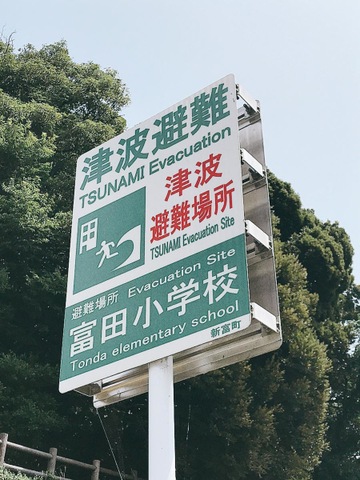 津波避難
TSUNAMI Evacuation
津波
避難場所
TSUNAMI Evacuation Site
避難場所 Evacuation Site
富田小学校
Tonda elementary school
新富町